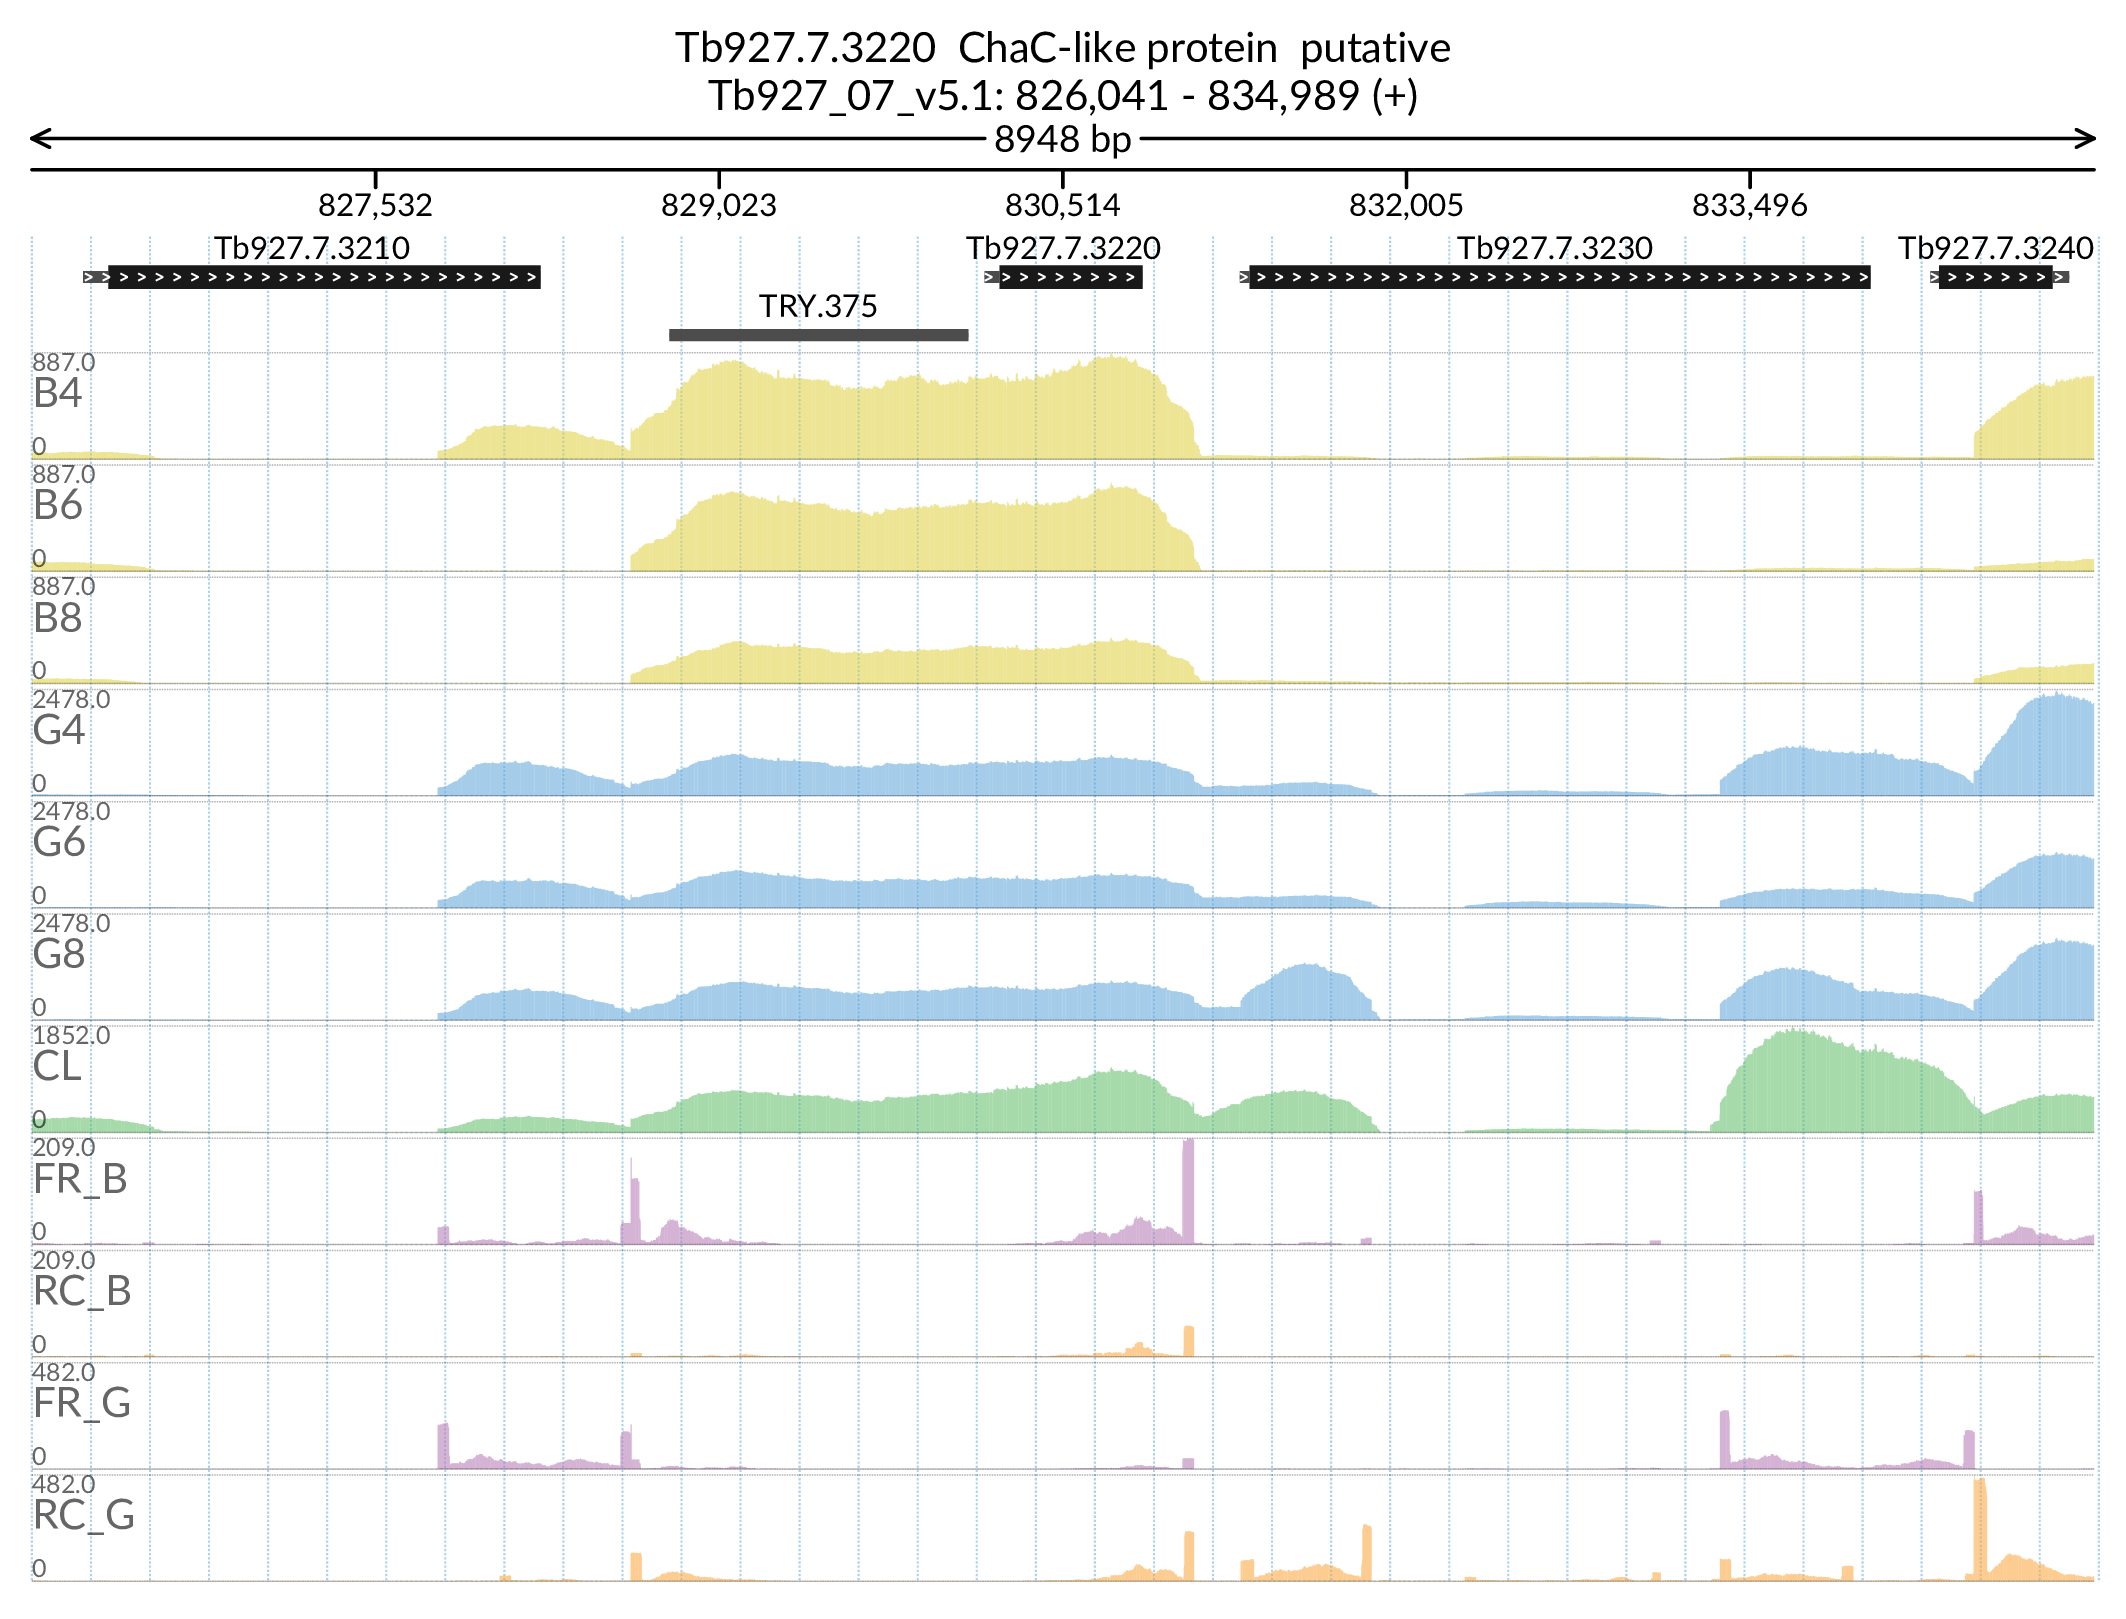 Tb927.7.3220  ChaC-like protein  putative
Tb927_07_v5.1: 826,041 - 834,989 (+)
8948 bp
827,532 829,023 830,514 832,005 833,496
Tb927.7.3210 Tb927.7.3220 Tb927.7.3230 Tb927.7.3240
TRY.375
887.0
B4
0
887.0
B6
0
887.0
B8
0
2478.0
G4
0
2478.0
G6
0
2478.0
G8
0
1852.0
CL
0
209.0
FR_B
0
209.0
RC_B
0
482.0
FR_G
0
482.0
RC_G
0